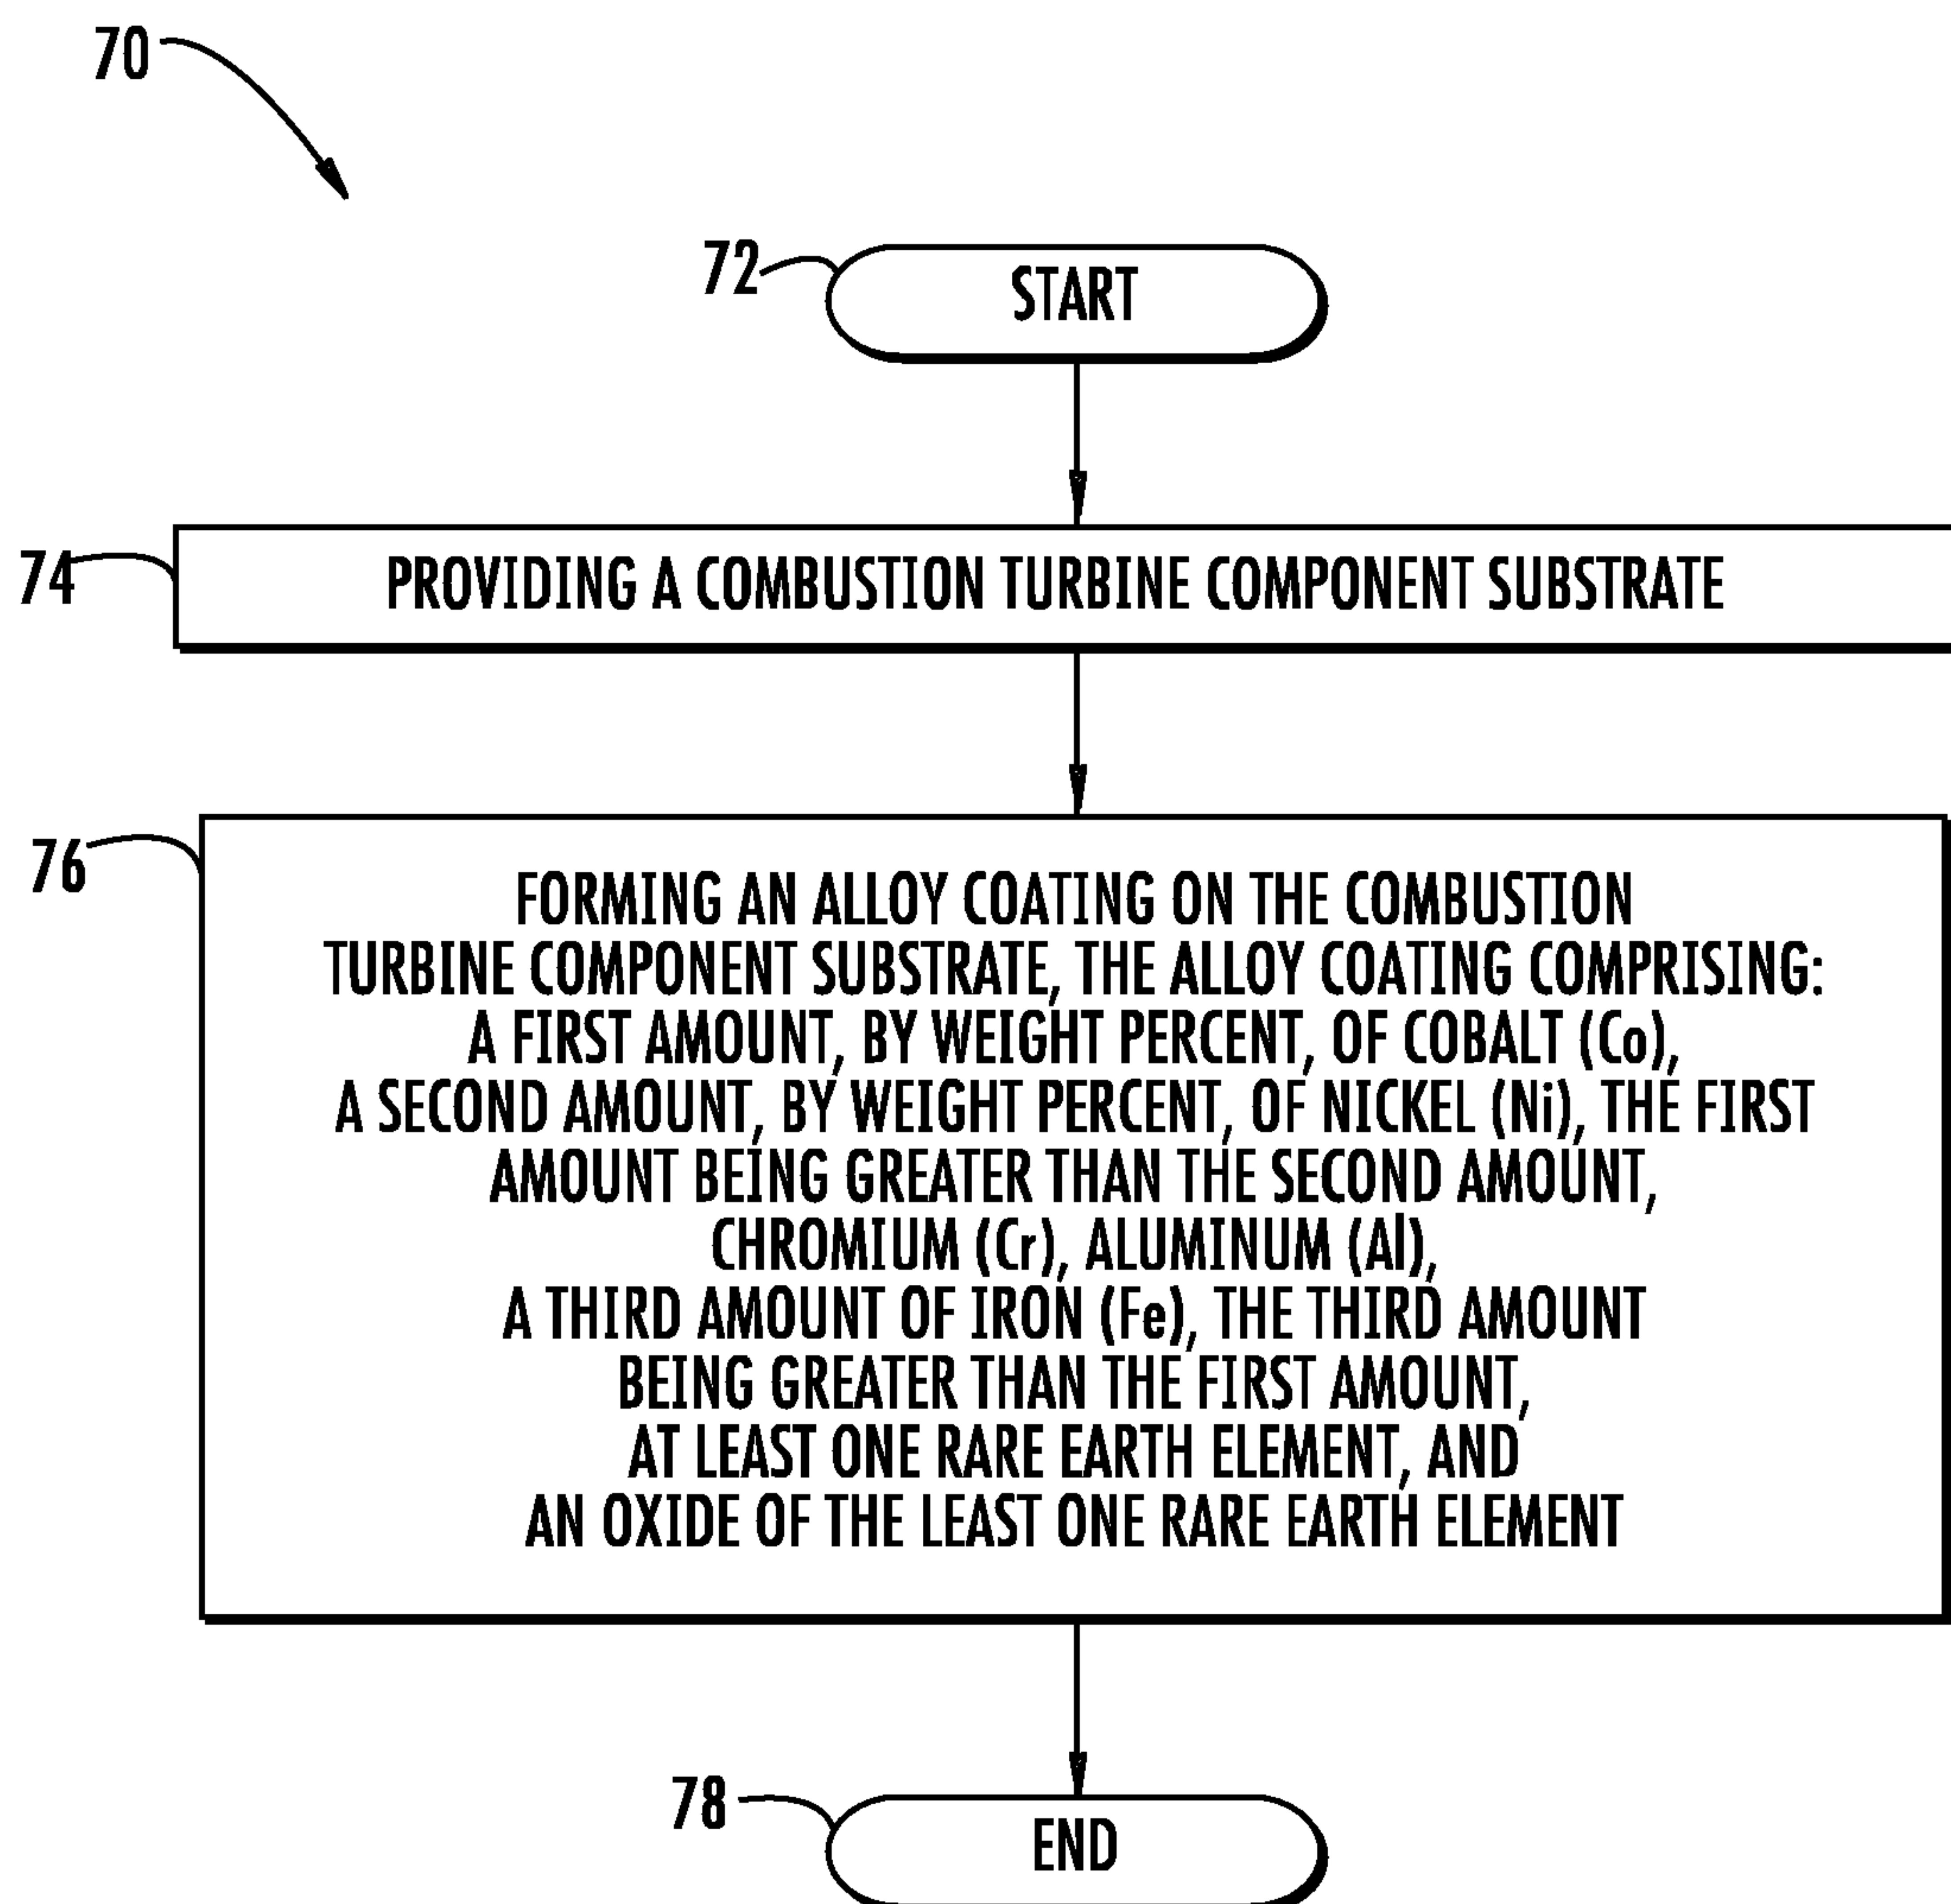 70
72
START
74
PROVIDING A COMBUSTION TURBINE COMPONENT SUBSTRATE
76
FORMING AN ALLOY COATING ON THE COMBUSTION
TURBINE COMPONENT SUBSTRATE, THE ALLOY COATING COMPRISING:
A FIRST AMOUNT, BY WEIGHT PERCENT, OF COBALT (Co),
A SECOND AMOUNT, BY WEIGHT PERCENT, OF NICKEL (Ni), THE FIRST
AMOUNT BEING GREATER THAN THE SECOND AMOUNT,
CHROMIUM (Cr), ALUMINUM (Al),
A THIRD AMOUNT OF IRON (Fe), THE THIRD AMOUNT
BEING GREATER THAN THE FIRST AMOUNT,
AT LEAST ONE RARE EARTH ELEMENT, AND
AN OXIDE OF THE LEAST ONE RARE EARTH ELEMENT
78
END